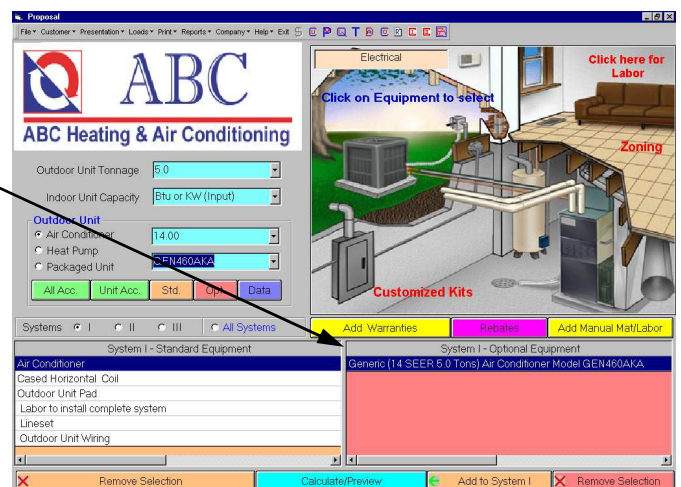 Proposal
File Customer Presentation Loads Print Reports Company Help Exit
Electrical
Click here for
Labor
ABC
Click on Equipment to select
ABC Heating & Air Conditioning
Zoning
Outdoor Unit Tonnage 5.0
Indoor Unit Capacity Btu or KW (Input)
Outdoor Unit
Air Conditioner 14.00
Heat Pump
Packaged Unit GEN460AKA
All Acc. Unit Acc. Std. Opt. Data
Customized Kits
Systems I II III All Systems
Add Warranties Rebates Add Manual Mat/Labor
System I - Standard Equipment
System I - Optional Equipment
Air Conditioner
Generic (14 SEER 5.0 Tons) Air Conditioner Model GEN460AKA
Cased Horizontal Coil
Outdoor Unit Pad
Labor to install complete system
Lineset
Outdoor Unit Wiring
Remove Selection Calculate/Preview Add to System I Remove Selection